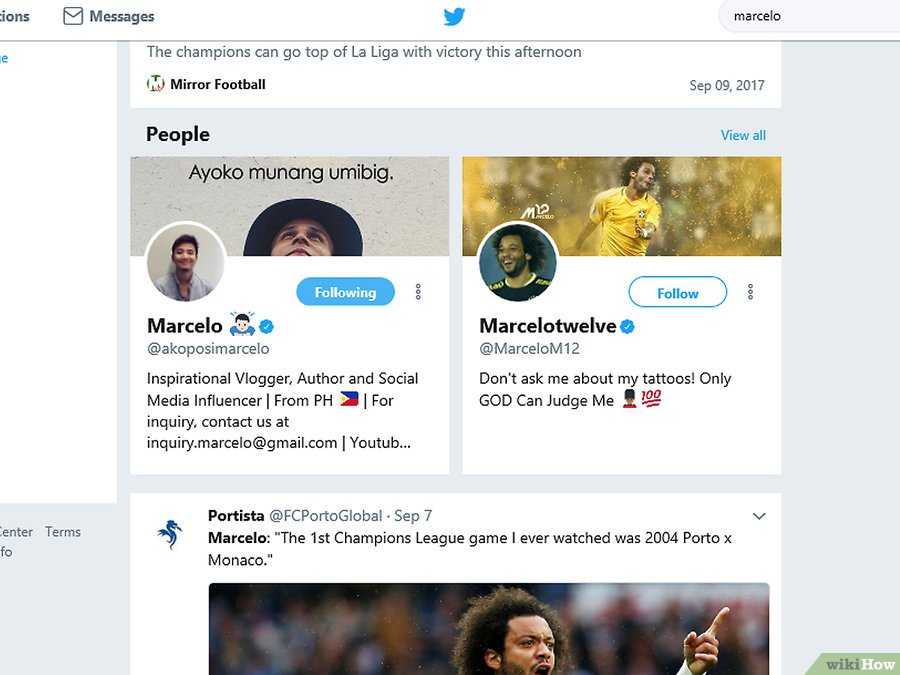 tions Messages marcelo
The champions can go top of La Liga with victory this afternoon
Mirror Football Sep 09, 2017
People View all
Ayoko munang umibig.
M12
MARCELO
Following
Follow
Marcelo
@akoposimarcelo
Inspirational Vlogger, Author and Social
Media Influencer | From PH 🇵🇭 | For
inquiry, contact us at
inquiry.marcelo@gmail.com | Youtub...
Marcelotwelve
@MarceloM12
Don't ask me about my tattoos! Only
GOD Can Judge Me 💯
Center Terms
fo
Portista @FCPortoGlobal · Sep 7
Marcelo: "The 1st Champions League game I ever watched was 2004 Porto x
Monaco."
wikiHow